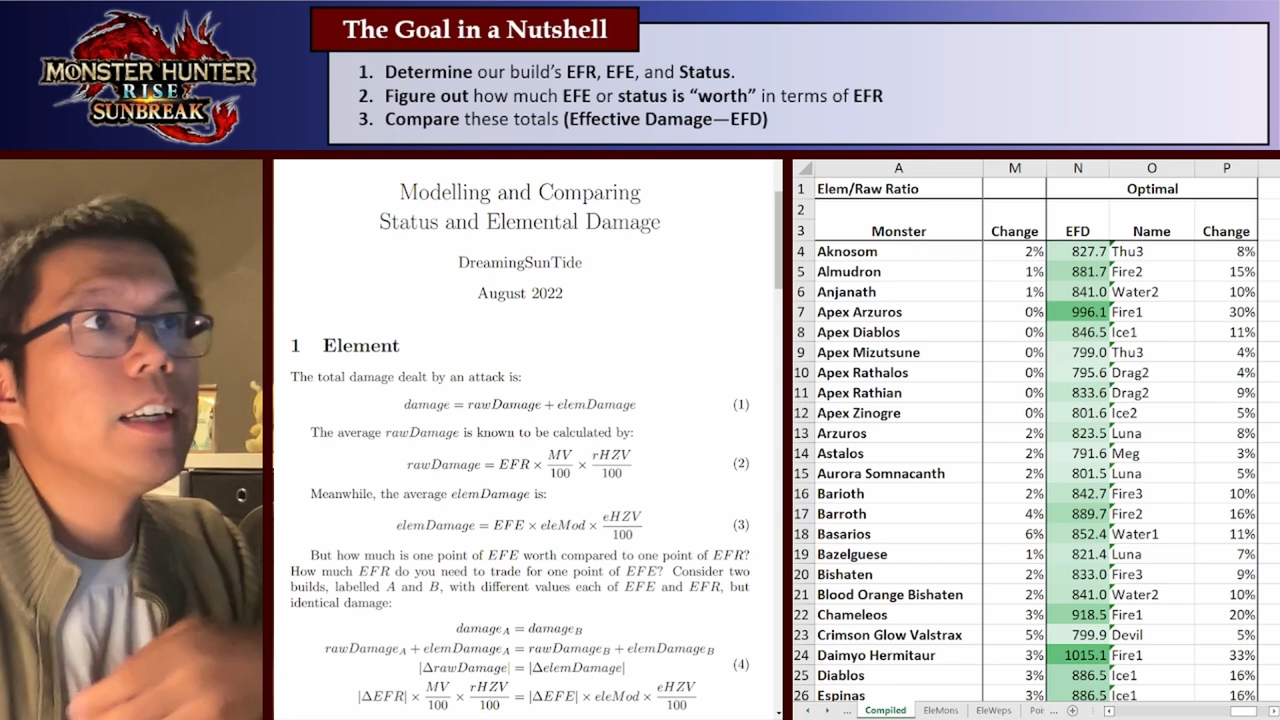 MONSTER HUNTER
RISE
SUNBREAK
The Goal in a Nutshell
1. Determine our build's EFR, EFE, and Status.
2. Figure out how much EFE or status is “worth” in terms of EFR
3. Compare these totals (Effective Damage—EFD)
Modelling and Comparing
Status and Elemental Damage
DreamingSunTide
August 2022
1 Element
The total damage dealt by an attack is:
damage = rawDamage + elemDamage (1)
The average rawDamage is known to be calculated by:
rawDamage = EFR × MV/100 × rHZV/100 (2)
Meanwhile, the average elemDamage is:
elemDamage = EFE × eleMod × eHZV/100 (3)
But how much is one point of EFE worth compared to one point of EFR?
How much EFR do you need to trade for one point of EFE? Consider two
builds, labelled A and B, with different values each of EFE and EFR, but
identical damage:
damage_A = damage_B
rawDamage_A + elemDamage_A = rawDamage_B + elemDamage_B
|ΔrawDamage| = |ΔelemDamage| (4)
|ΔEFR| × MV/100 × rHZV/100 = |ΔEFE| × eleMod × eHZV/100
A M N O P
1 Elem/Raw Ratio Optimal
2
3 Monster Change EFD Name Change
4 Aknosom 2% 827.7 Thu3 8%
5 Almudron 1% 881.7 Fire2 15%
6 Anjanath 1% 841.0 Water2 10%
7 Apex Arzuros 0% 996.1 Fire1 30%
8 Apex Diablos 0% 846.5 Ice1 11%
9 Apex Mizutsune 0% 799.0 Thu3 4%
10 Apex Rathalos 0% 795.6 Drag2 4%
11 Apex Rathian 0% 833.6 Drag2 9%
12 Apex Zinogre 0% 801.6 Ice2 5%
13 Arzuros 2% 823.5 Luna 8%
14 Astalos 2% 791.6 Meg 3%
15 Aurora Somnacanth 2% 801.5 Luna 5%
16 Barioth 2% 842.7 Fire3 10%
17 Barroth 4% 889.7 Fire2 16%
18 Basarios 6% 852.4 Water1 11%
19 Bazelguese 1% 821.4 Luna 7%
20 Bishaten 2% 833.0 Fire3 9%
21 Blood Orange Bishaten 2% 841.0 Water2 10%
22 Chameleos 3% 918.5 Fire1 20%
23 Crimson Glow Valstrax 5% 799.9 Devil 5%
24 Daimyo Hermitaur 3% 1015.1 Fire1 33%
25 Diablos 3% 886.5 Ice1 16%
26 Espinas 3% 886.5 Ice1 16%
... Compiled EleMons EleWeps Por ...